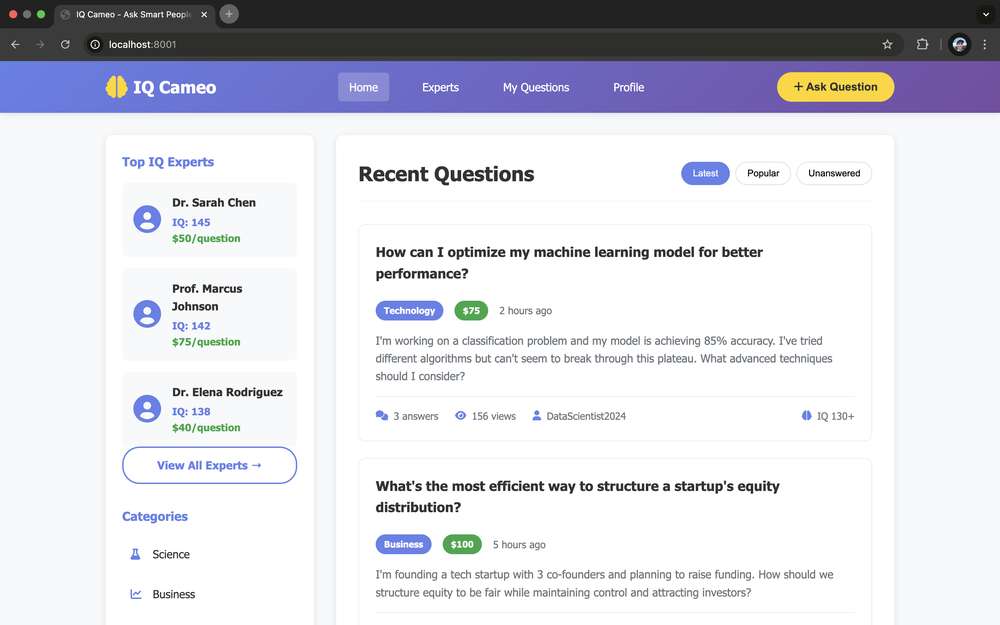 IQ Cameo - Ask Smart People
localhost:8001
IQ Cameo
Home
Experts
My Questions
Profile
+ Ask Question
Top IQ Experts
Dr. Sarah Chen
IQ: 145
$50/question
Prof. Marcus
Johnson
IQ: 142
$75/question
Dr. Elena Rodriguez
IQ: 138
$40/question
View All Experts →
Categories
Science
Business
Recent Questions
Latest
Popular
Unanswered
How can I optimize my machine learning model for better
performance?
Technology
$75
2 hours ago
I'm working on a classification problem and my model is achieving 85% accuracy. I've tried
different algorithms but can't seem to break through this plateau. What advanced techniques
should I consider?
3 answers
156 views
DataScientist2024
IQ 130+
What's the most efficient way to structure a startup's equity
distribution?
Business
$100
5 hours ago
I'm founding a tech startup with 3 co-founders and planning to raise funding. How should we
structure equity to be fair while maintaining control and attracting investors?